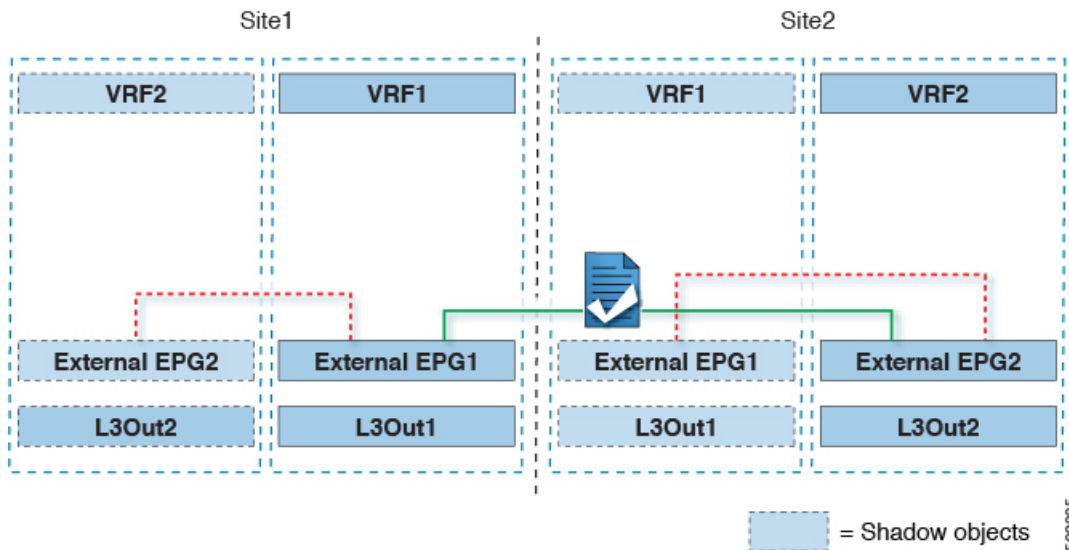 Site1 Site2
VRF2 VRF1 VRF1 VRF2
External EPG2 External EPG1 External EPG1 External EPG2
L3Out2 L3Out1 L3Out1 L3Out2
= Shadow objects